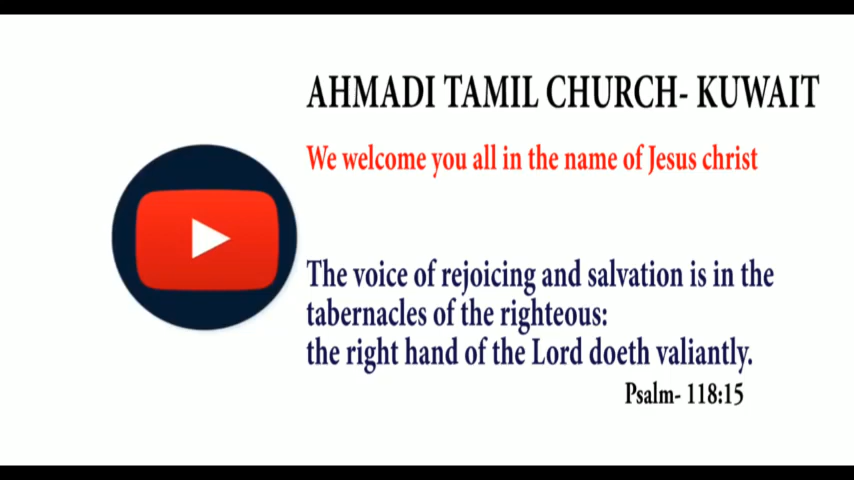 AHMADI TAMIL CHURCH- KUWAIT
We welcome you all in the name of Jesus christ
The voice of rejoicing and salvation is in the
tabernacles of the righteous:
the right hand of the Lord doeth valiantly.
Psalm- 118:15